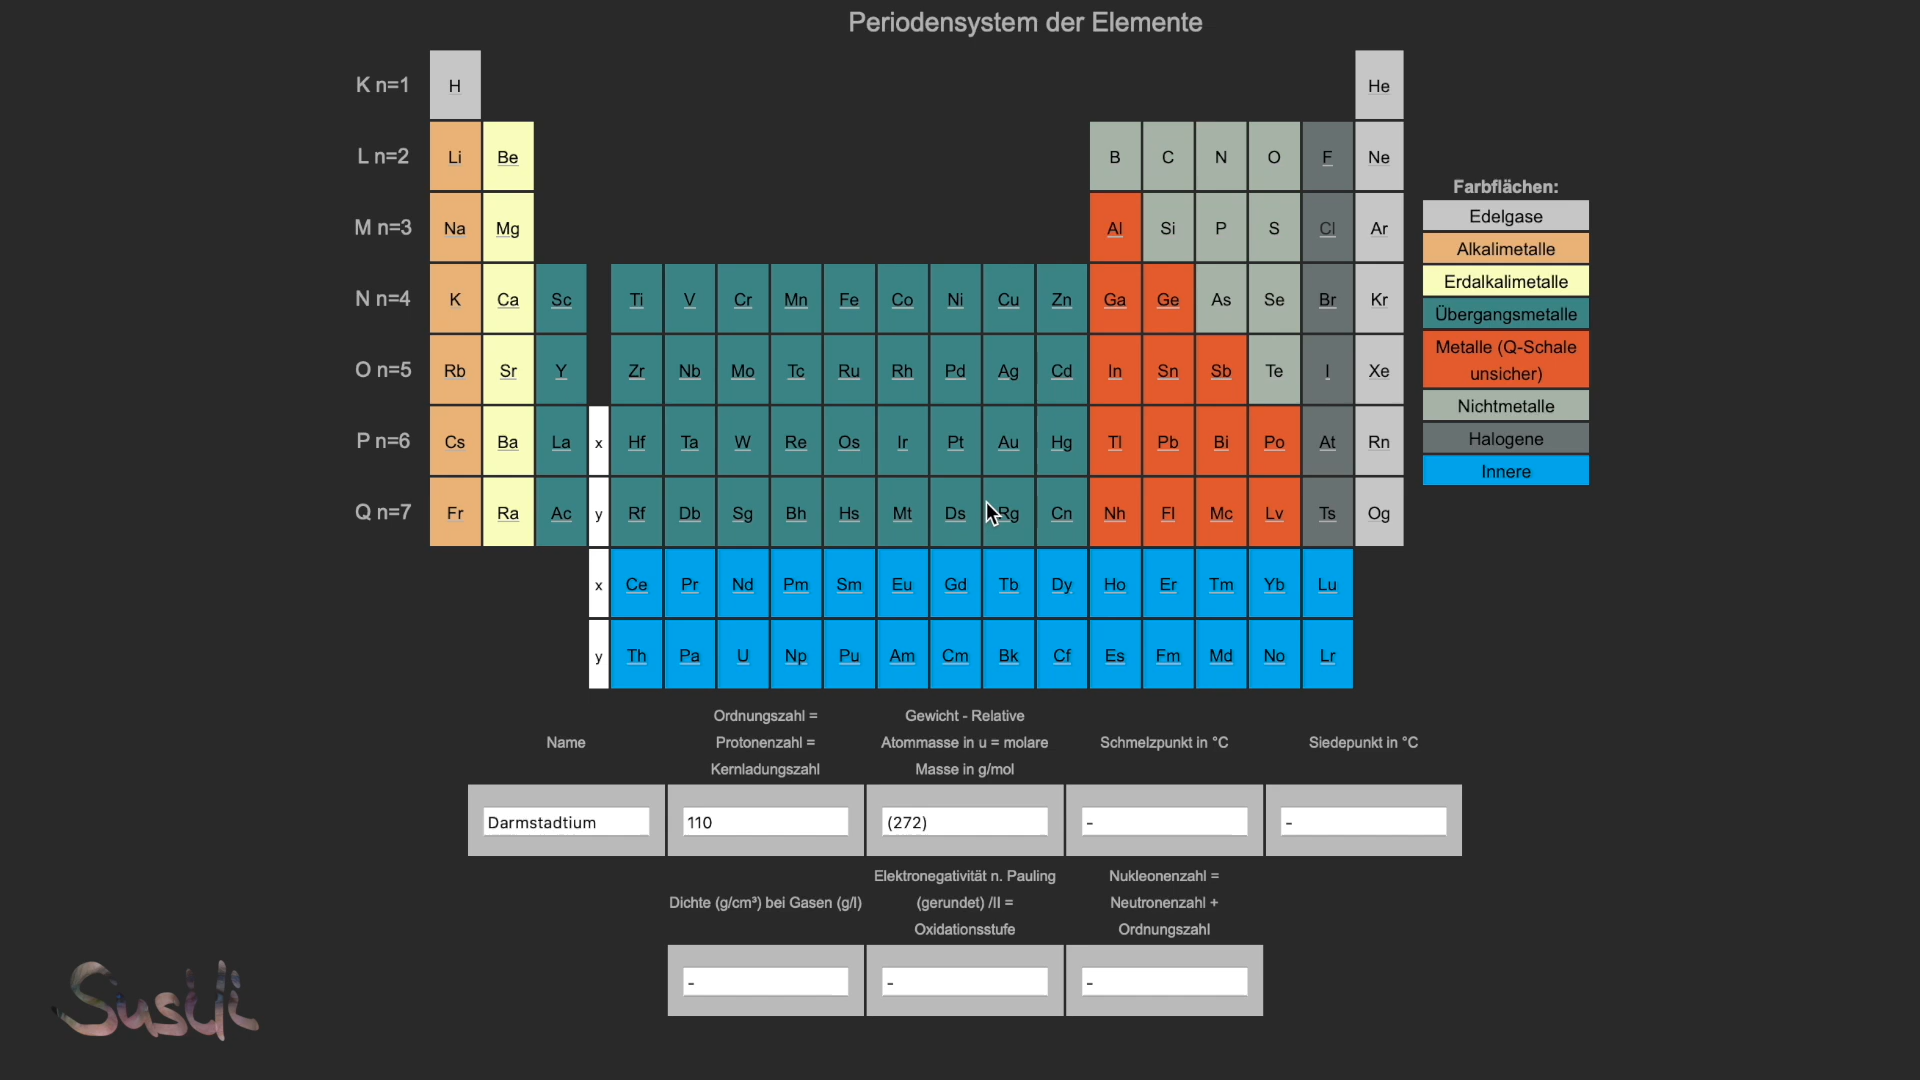 Periodensystem der Elemente
K n=1 H He
L n=2 Li Be B C N O F Ne
M n=3 Na Mg Al Si P S Cl Ar
N n=4 K Ca Sc Ti V Cr Mn Fe Co Ni Cu Zn Ga Ge As Se Br Kr
O n=5 Rb Sr Y Zr Nb Mo Tc Ru Rh Pd Ag Cd In Sn Sb Te I Xe
P n=6 Cs Ba La x Hf Ta W Re Os Ir Pt Au Hg Tl Pb Bi Po At Rn
Q n=7 Fr Ra Ac y Rf Db Sg Bh Hs Mt Ds Rg Cn Nh Fl Mc Lv Ts Og
x Ce Pr Nd Pm Sm Eu Gd Tb Dy Ho Er Tm Yb Lu
y Th Pa U Np Pu Am Cm Bk Cf Es Fm Md No Lr
Farbflächen:
Edelgase
Alkalimetalle
Erdalkalimetalle
Übergangsmetalle
Metalle (Q-Schale
unsicher)
Nichtmetalle
Halogene
Innere
Name
Ordnungszahl =
Protonenzahl =
Kernladungszahl
Gewicht - Relative
Atommasse in u = molare
Masse in g/mol
Schmelzpunkt in °C
Siedepunkt in °C
Darmstadtium
110
(272)
-
-
Dichte (g/cm³) bei Gasen (g/l)
Elektronegativität n. Pauling
(gerundet) /II =
Oxidationsstufe
Nukleonenzahl =
Neutronenzahl +
Ordnungszahl
-
-
-